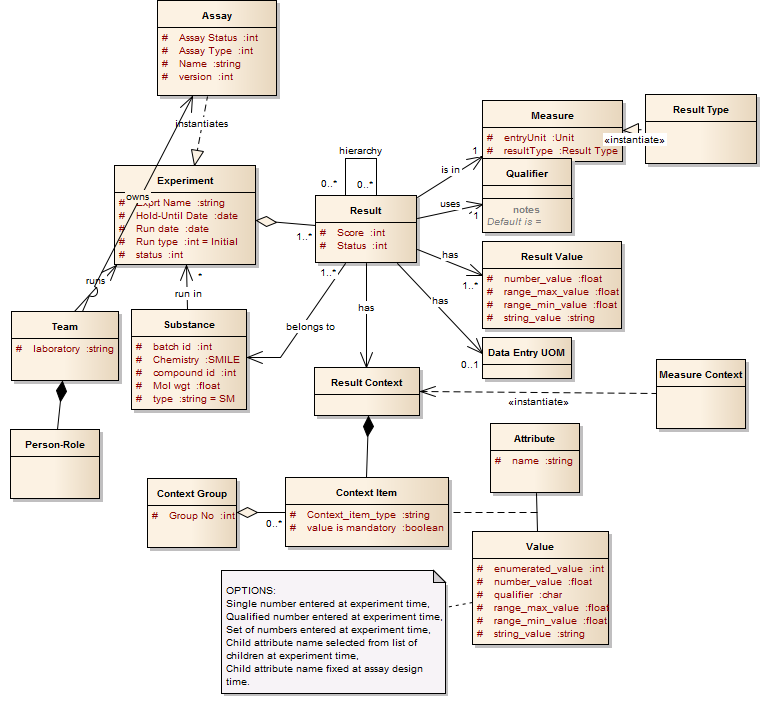 Assay
# Assay Status :int
# Assay Type :int
# Name :string
# version :int
instantiates
owns
Experiment
# Exprt Name :string
# Hold-Until Date :date
# Run date :date
# Run type :int = Initial
# status :int
hierarchy
0..*
0..*
Result
# Score :int
# Status :int
1..*
1..*
is in
1
uses
1
has
1..*
has
0..1
has
belongs to
Measure
# entryUnit :Unit
# resultType :Result Type
Result Type
«instantiate»
Qualifier
notes
Default is =
Result Value
# number_value :float
# range_max_value :float
# range_min_value :float
# string_value :string
Data Entry UOM
runs
*
run in
Team
# laboratory :string
Substance
# batch id :int
# Chemistry :SMILE
# compound id :int
# Mol wgt :float
# type :string = SM
Result Context
«instantiate»
Measure Context
Person-Role
Attribute
# name :string
Context Group
# Group No :int
0..*
Context Item
# Context_item_type :string
# value is mandatory :boolean
Value
# enumerated_value :int
# number_value :float
# qualifier :char
# range_max_value :float
# range_min_value :float
# string_value :string
OPTIONS:
Single number entered at experiment time,
Qualified number entered at experiment time,
Set of numbers entered at experiment time,
Child attribute name selected from list of
children at experiment time,
Child attribute name fixed at assay design
time.